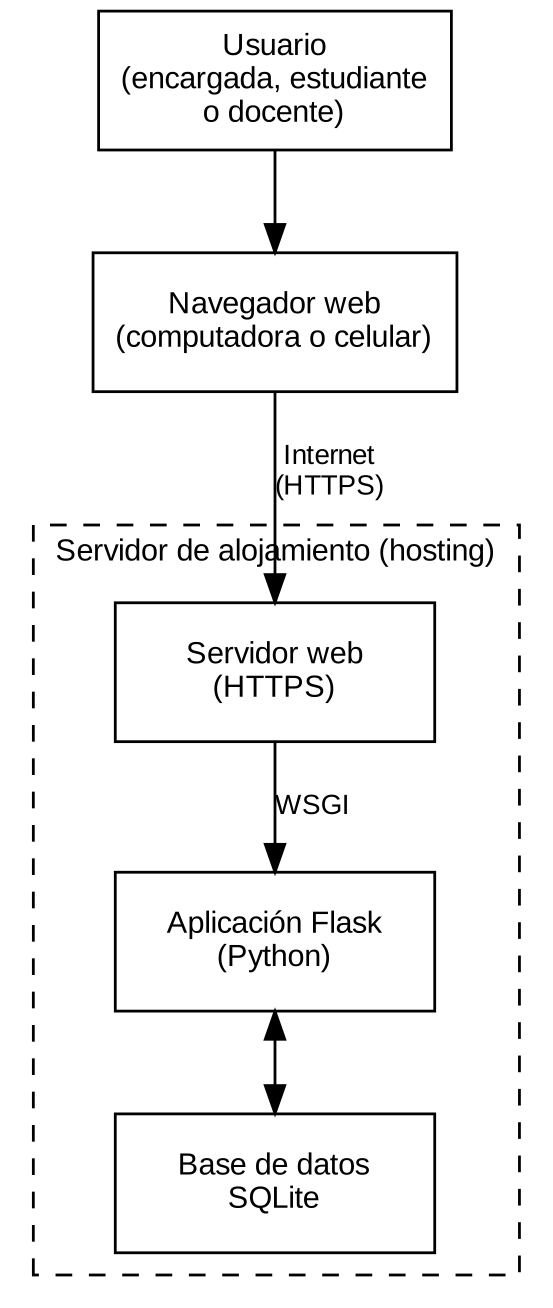 Usuario
(encargada, estudiante
o docente)
Navegador web
(computadora o celular)
Internet
(HTTPS)
Servidor de alojamiento (hosting)
Servidor web
(HTTPS)
WSGI
Aplicación Flask
(Python)
Base de datos
SQLite